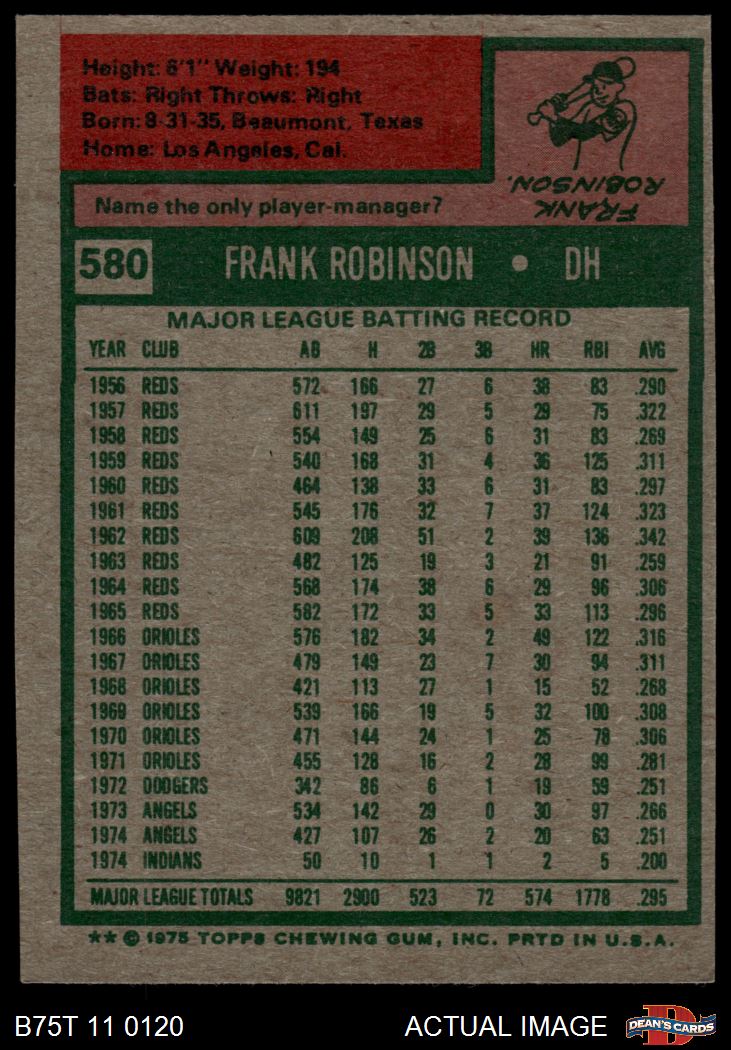 Height: 6'1" Weight: 194
Bats: Right Throws: Right
Born: 8-31-35, Beaumont, Texas
Home: Los Angeles, Cal.
Name the only player-manager?
FRANK
ROBINSON.
580 FRANK ROBINSON • DH
MAJOR LEAGUE BATTING RECORD
YEAR CLUB AB H 2B 3B HR RBI AVG
1956 REDS 572 166 27 6 38 83 .290
1957 REDS 611 197 29 5 29 75 .322
1958 REDS 554 149 25 6 31 83 .269
1959 REDS 540 168 31 4 36 125 .311
1960 REDS 464 138 33 6 31 83 .297
1961 REDS 545 176 32 7 37 124 .323
1962 REDS 609 208 51 2 39 136 .342
1963 REDS 482 125 19 3 21 91 .259
1964 REDS 568 174 38 6 29 96 .306
1965 REDS 582 172 33 5 33 113 .296
1966 ORIOLES 576 182 34 2 49 122 .316
1967 ORIOLES 479 149 23 7 30 94 .311
1968 ORIOLES 421 113 27 1 15 52 .268
1969 ORIOLES 539 166 19 5 32 100 .308
1970 ORIOLES 471 144 24 1 25 78 .306
1971 ORIOLES 455 128 16 2 28 99 .281
1972 DODGERS 342 86 6 1 19 59 .251
1973 ANGELS 534 142 29 0 30 97 .266
1974 ANGELS 427 107 26 2 20 63 .251
1974 INDIANS 50 10 1 1 2 5 .200
MAJOR LEAGUE TOTALS 9821 2900 523 72 574 1778 .295
★★ © 1975 TOPPS CHEWING GUM, INC. PRTD IN U.S.A.
B75T 11 0120 ACTUAL IMAGE DEAN'S CARDS